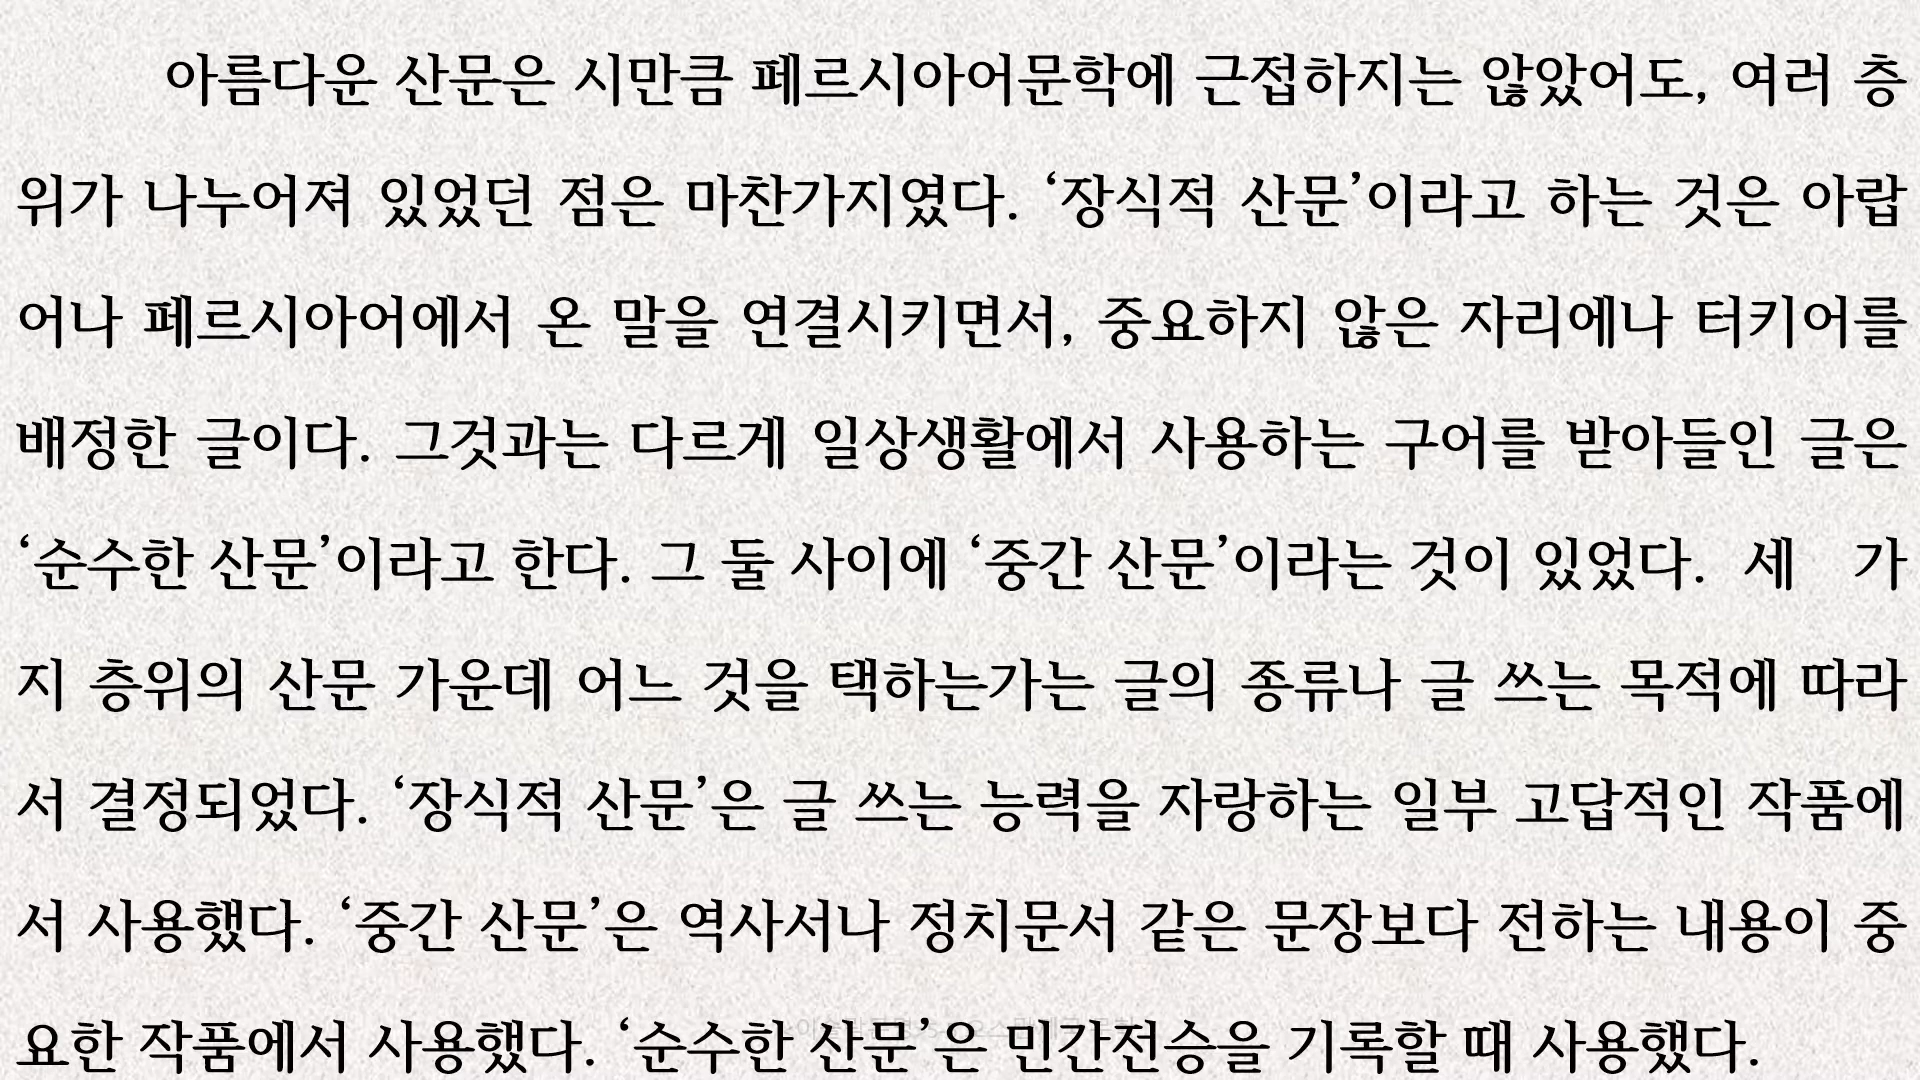 아름다운 산문은 시만큼 페르시아어문학에 근접하지는 않았어도, 여러 층
위가 나누어져 있었던 점은 마찬가지였다. ‘장식적 산문’이라고 하는 것은 아랍
어나 페르시아어에서 온 말을 연결시키면서, 중요하지 않은 자리에나 터키어를
배정한 글이다. 그것과는 다르게 일상생활에서 사용하는 구어를 받아들인 글은
‘순수한 산문’이라고 한다. 그 둘 사이에 ‘중간 산문’이라는 것이 있었다. 세 가
지 층위의 산문 가운데 어느 것을 택하는가는 글의 종류나 글 쓰는 목적에 따라
서 결정되었다. ‘장식적 산문’은 글 쓰는 능력을 자랑하는 일부 고답적인 작품에
서 사용했다. ‘중간 산문’은 역사서나 정치문서 같은 문장보다 전하는 내용이 중
요한 작품에서 사용했다. ‘순수한 산문’은 민간전승을 기록할 때 사용했다.